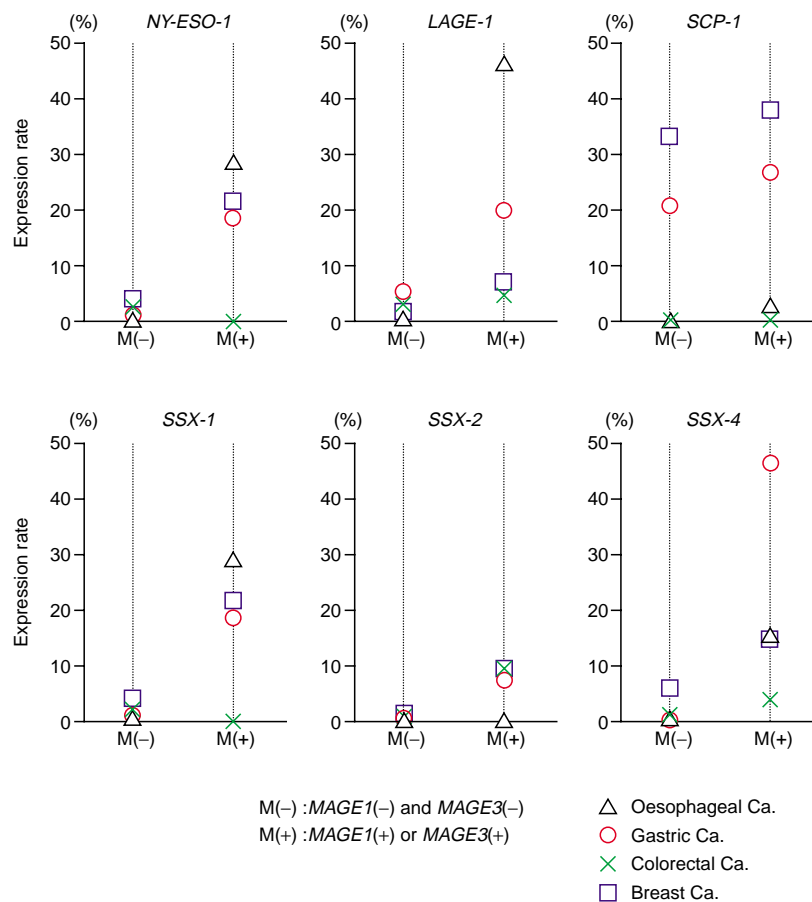 (%) NY-ESO-1
50
40
30
20
10
0
Expression rate
M(–) M(+)
(%) LAGE-1
50
40
30
20
10
0
M(–) M(+)
(%) SCP-1
50
40
30
20
10
0
M(–) M(+)
(%) SSX-1
50
40
30
20
10
0
Expression rate
M(–) M(+)
(%) SSX-2
50
40
30
20
10
0
M(–) M(+)
(%) SSX-4
50
40
30
20
10
0
M(–) M(+)
M(–) :MAGE1(–) and MAGE3(–)
M(+) :MAGE1(+) or MAGE3(+)
Oesophageal Ca.
Gastric Ca.
Colorectal Ca.
Breast Ca.